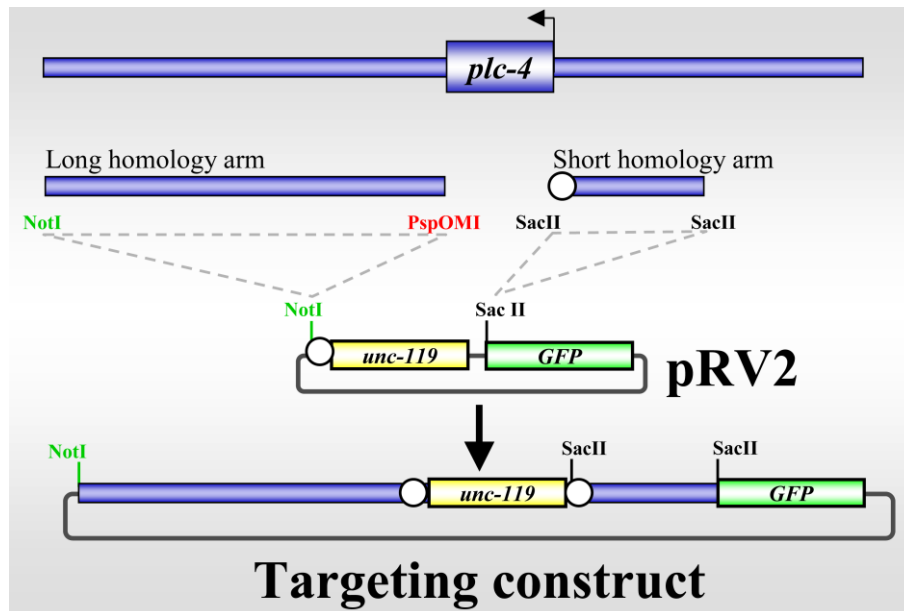 plc-4
Long homology arm
Short homology arm
NotI
PspOMI
SacII
SacII
NotI
Sac II
unc-119
GFP
pRV2
NotI
SacII
SacII
unc-119
GFP
Targeting construct